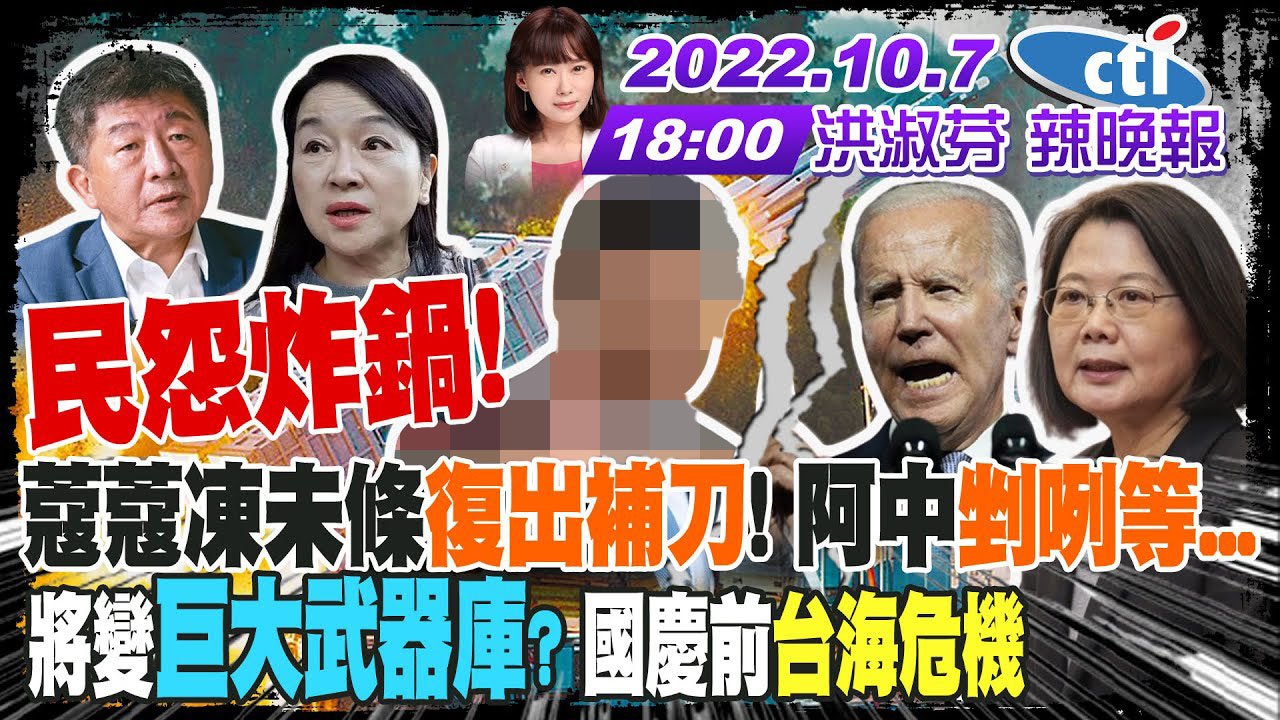 2022.10.7
cti
18:00 洪淑芬 辣晚報
民怨炸鍋!
蔻蔻凍未條復出補刀! 阿中剉咧等...
將變巨大武器庫? 國慶前台海危機